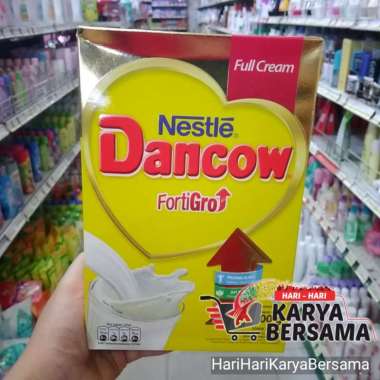 Full Cream
Nestlé
Dancow
FortiGro
HARI - HARI
KARYA
BERSAMA
HariHariKaryaBersama